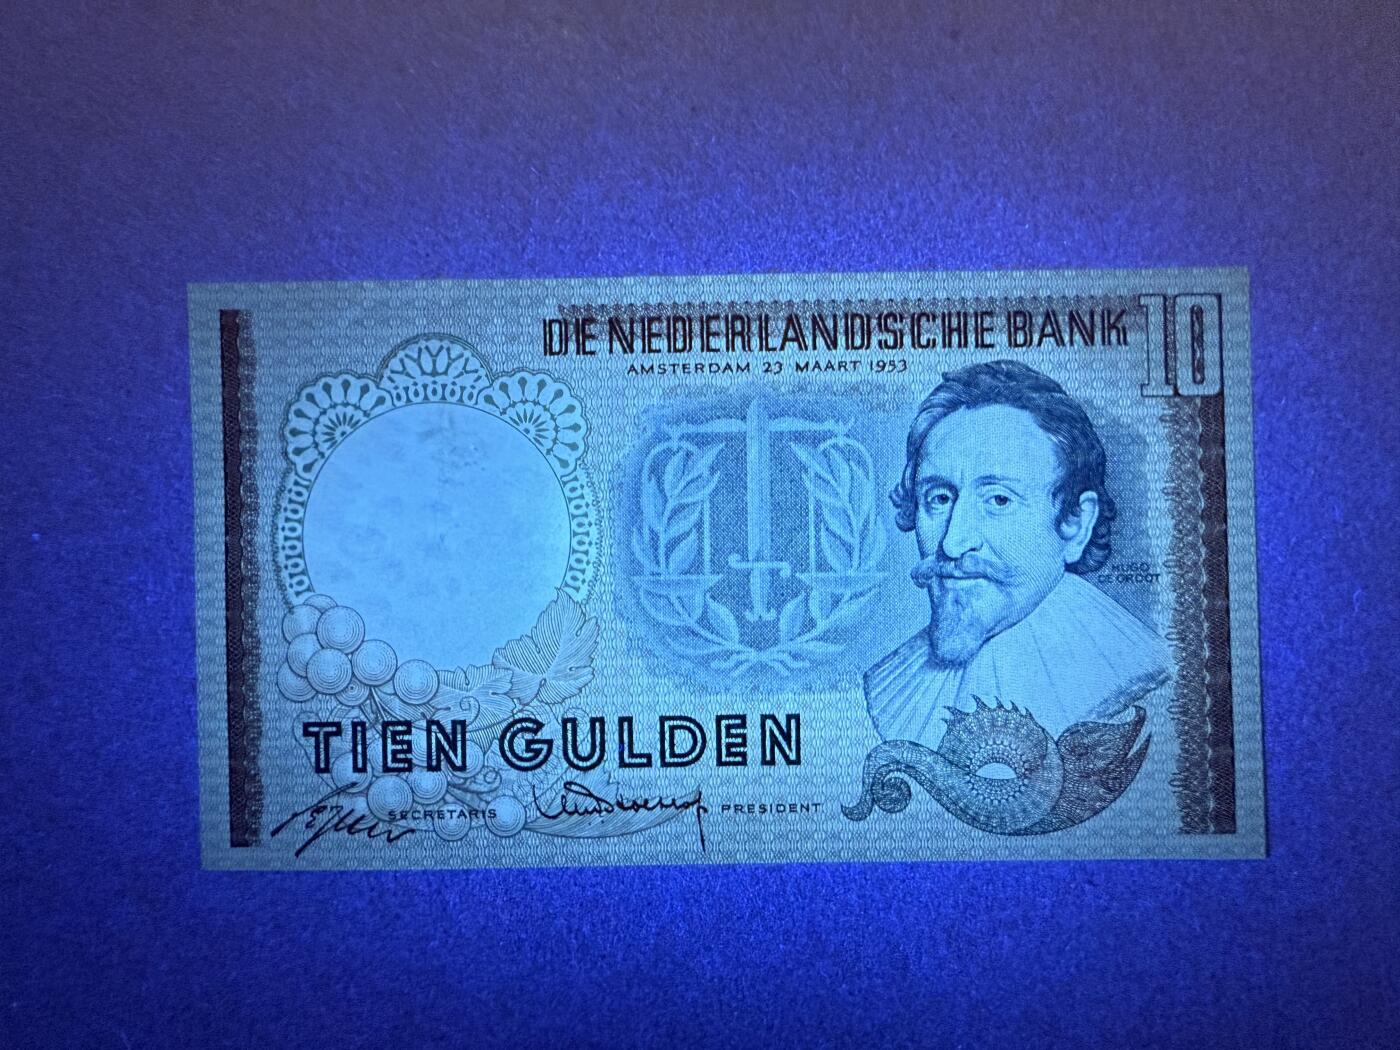 DE NEDERLANDSCHE BANK
10
AMSTERDAM 23 MAART 1953
HUGO
DE GROOT
TIEN GULDEN
SECRETARIS
PRESIDENT